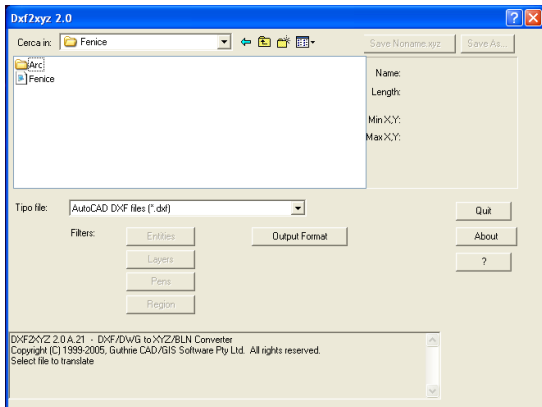 Dxf2xyz 2.0
Cerca in: Fenice
Save Noname.xyz Save As...
Arc
Fenice
Name:
Length:
Min X,Y:
Max X,Y:
Tipo file: AutoCAD DXF files (*.dxf)
Quit
Filters: Entities Output Format About
Layers ?
Pens
Region
DXF2XYZ 2.0 A.21 - DXF/DWG to XYZ/BLN Converter
Copyright (C) 1999-2005, Guthrie CAD/GIS Software Pty Ltd. All rights reserved.
Select file to translate